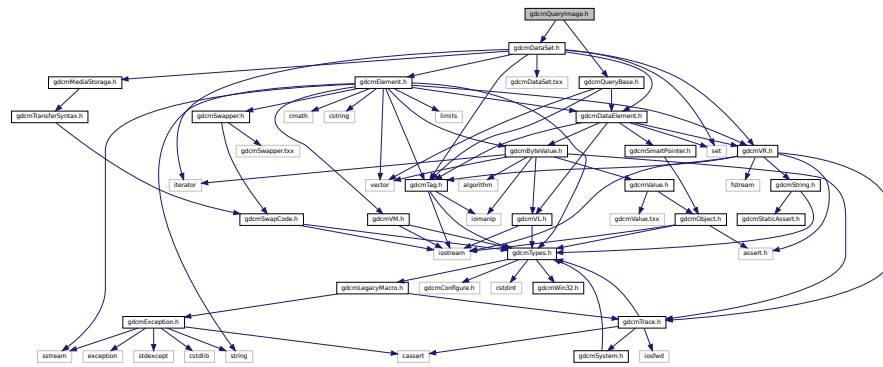 gdcmQueryImage.h
gdcmDataSet.h
gdcmMediaStorage.h
gdcmElement.h
gdcmDataSet.txx
gdcmQueryBase.h
gdcmTransferSyntax.h
gdcmSwapper.h
cmath
cstring
limits
gdcmDataElement.h
gdcmSwapper.txx
gdcmByteValue.h
gdcmSmartPointer.h
set
gdcmVR.h
iterator
vector
gdcmTag.h
algorithm
gdcmValue.h
fstream
gdcmString.h
gdcmSwapCode.h
gdcmVM.h
iomanip
gdcmVL.h
gdcmValue.txx
gdcmObject.h
gdcmStaticAssert.h
iostream
gdcmTypes.h
assert.h
gdcmLegacyMacro.h
gdcmConfigure.h
cstdint
gdcmWin32.h
gdcmException.h
gdcmTrace.h
sstream
exception
stdexcept
cstdlib
string
cassert
gdcmSystem.h
iosfwd